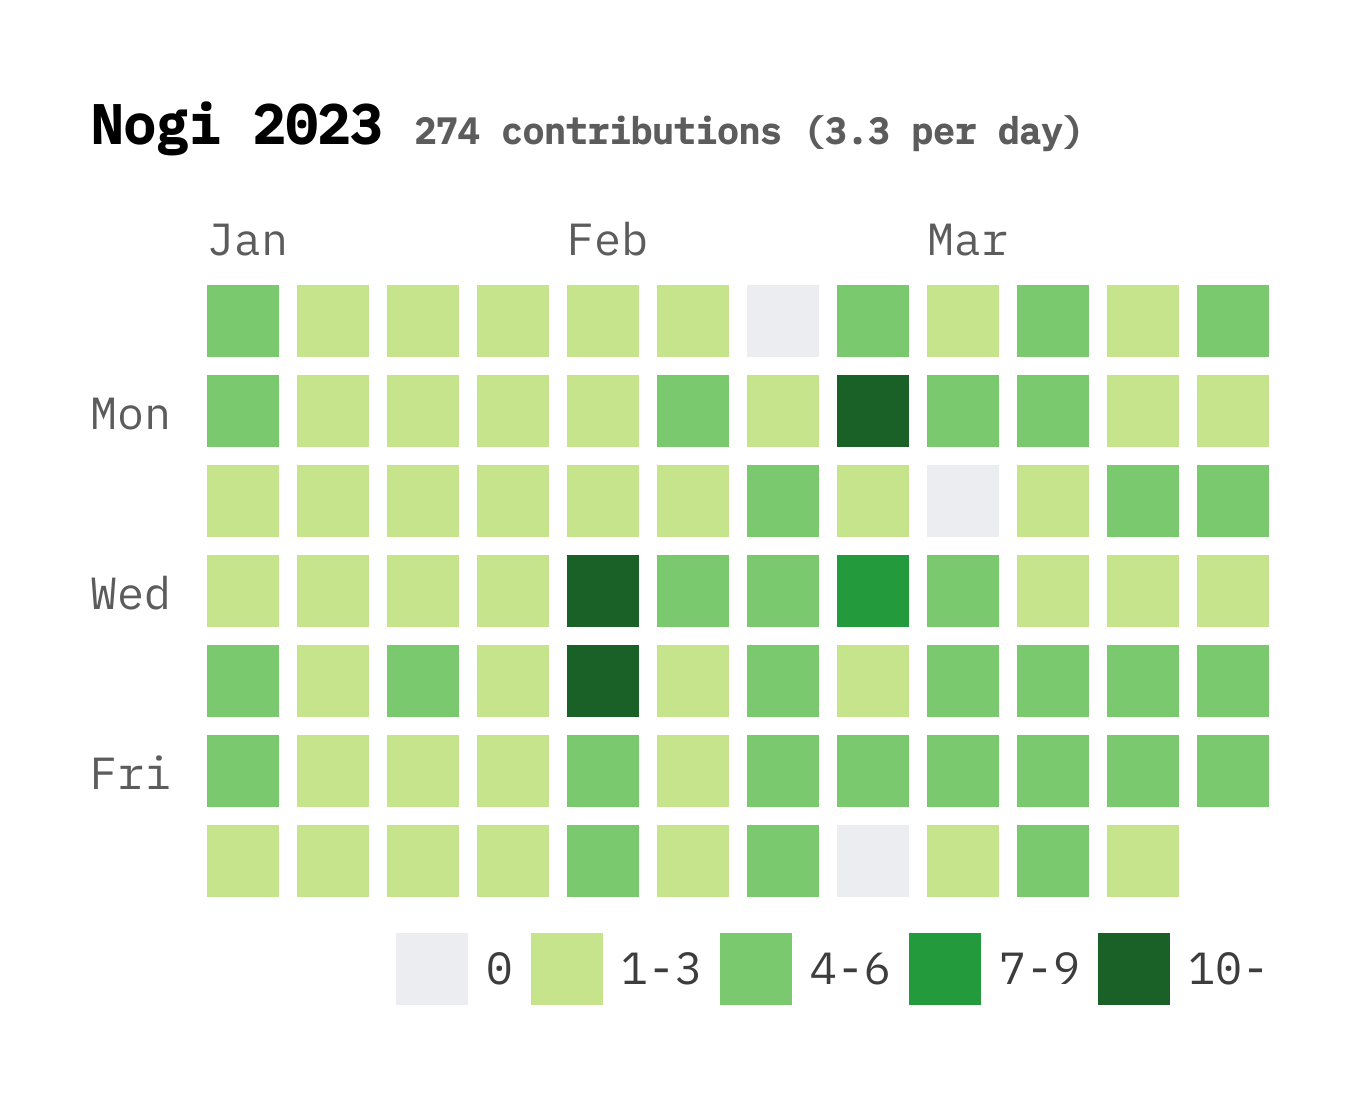 Nogi 2023 274 contributions (3.3 per day)
Jan Feb Mar
Mon
Wed
Fri
0 1-3 4-6 7-9 10-